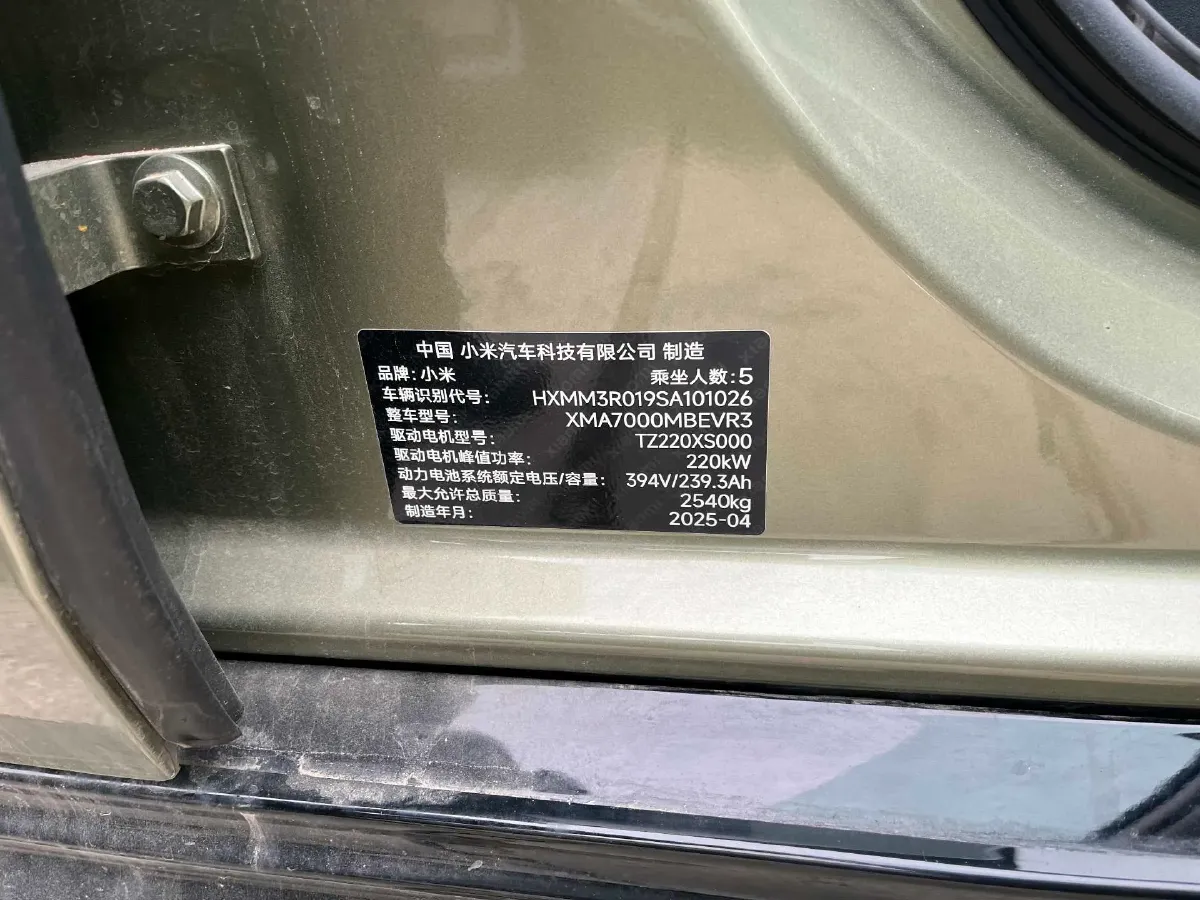 中国 小米汽车科技有限公司 制造
品牌：小米 乘坐人数：5
车辆识别代号： HXMM3R019SA101026
整车型号： XMA7000MBEVR3
驱动电机型号： TZ220XS000
驱动电机峰值功率： 220kW
动力电池系统额定电压/容量： 394V/239.3Ah
最大允许总质量： 2540kg
制造年月： 2025-04